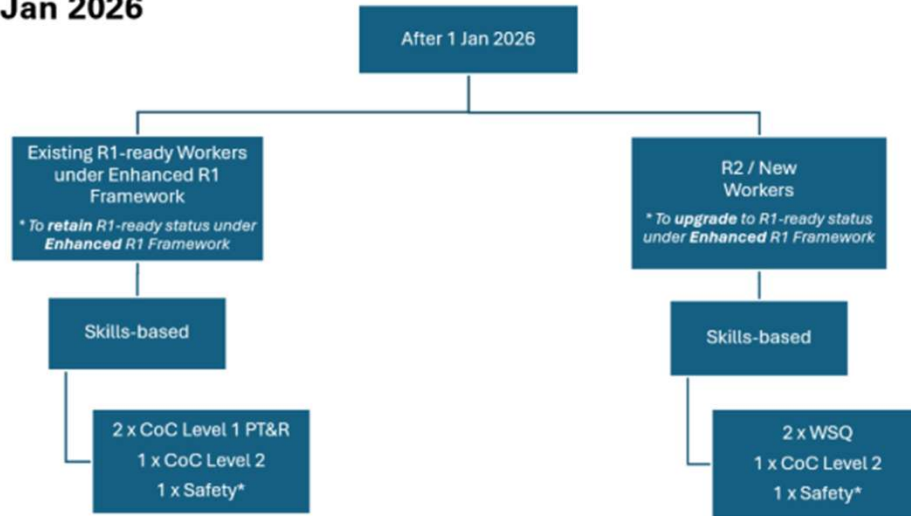 Jan 2026
After 1 Jan 2026
Existing R1-ready Workers
under Enhanced R1
Framework
* To retain R1-ready status under
Enhanced R1 Framework
Skills-based
2 x CoC Level 1 PT&R
1 x CoC Level 2
1 x Safety*
R2 / New
Workers
* To upgrade to R1-ready status
under Enhanced R1 Framework
Skills-based
2 x WSQ
1 x CoC Level 2
1 x Safety*